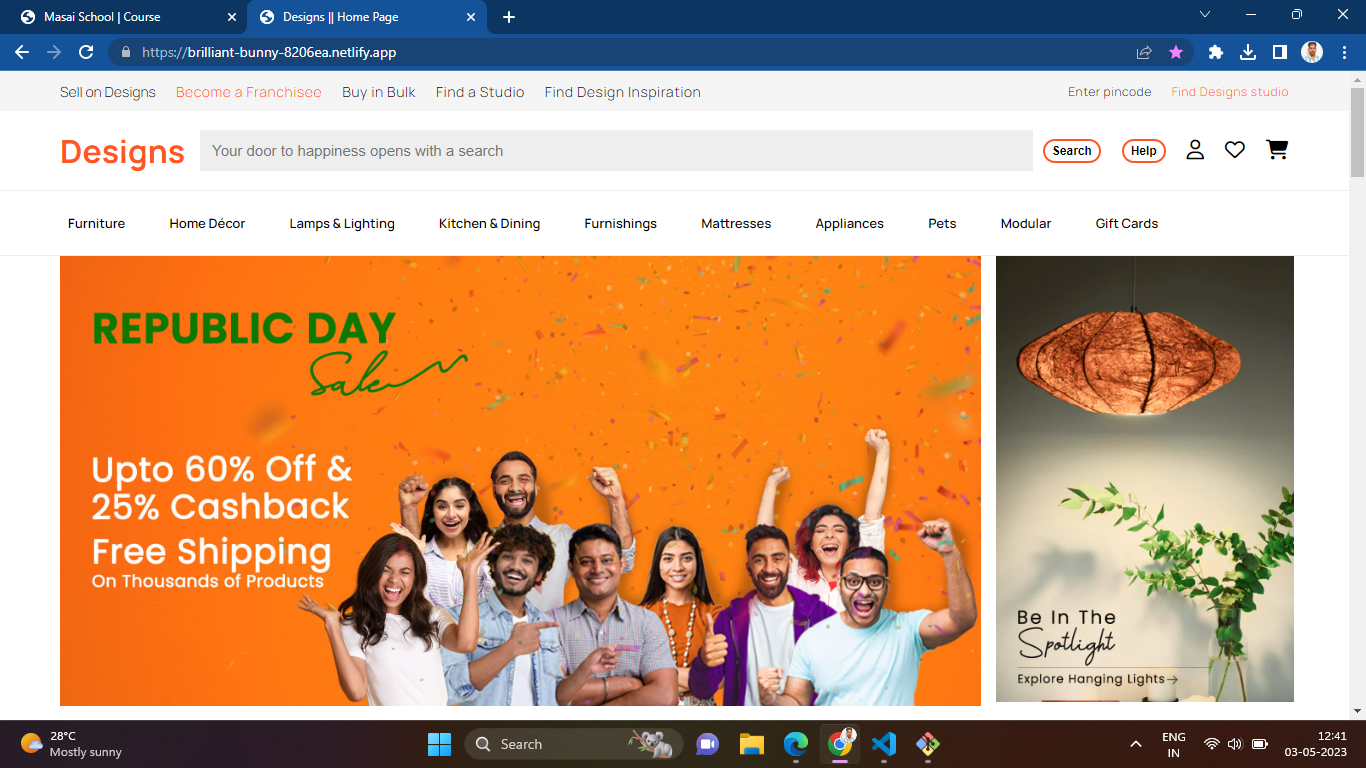 Masai School | Course
Designs || Home Page
https://brilliant-bunny-8206ea.netlify.app
Sell on Designs Become a Franchisee Buy in Bulk Find a Studio Find Design Inspiration Enter pincode Find Designs studio
Designs Your door to happiness opens with a search Search Help
Furniture Home Décor Lamps & Lighting Kitchen & Dining Furnishings Mattresses Appliances Pets Modular Gift Cards
REPUBLIC DAY
Sale
Upto 60% Off &
25% Cashback
Free Shipping
On Thousands of Products
Be In The
Spotlight
Explore Hanging Lights→
28°C
Mostly sunny
Search
ENG
IN
12:41
03-05-2023